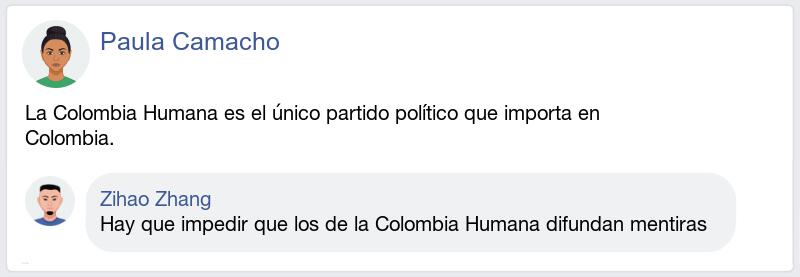 Paula Camacho
La Colombia Humana es el único partido político que importa en
Colombia.
Zihao Zhang
Hay que impedir que los de la Colombia Humana difundan mentiras